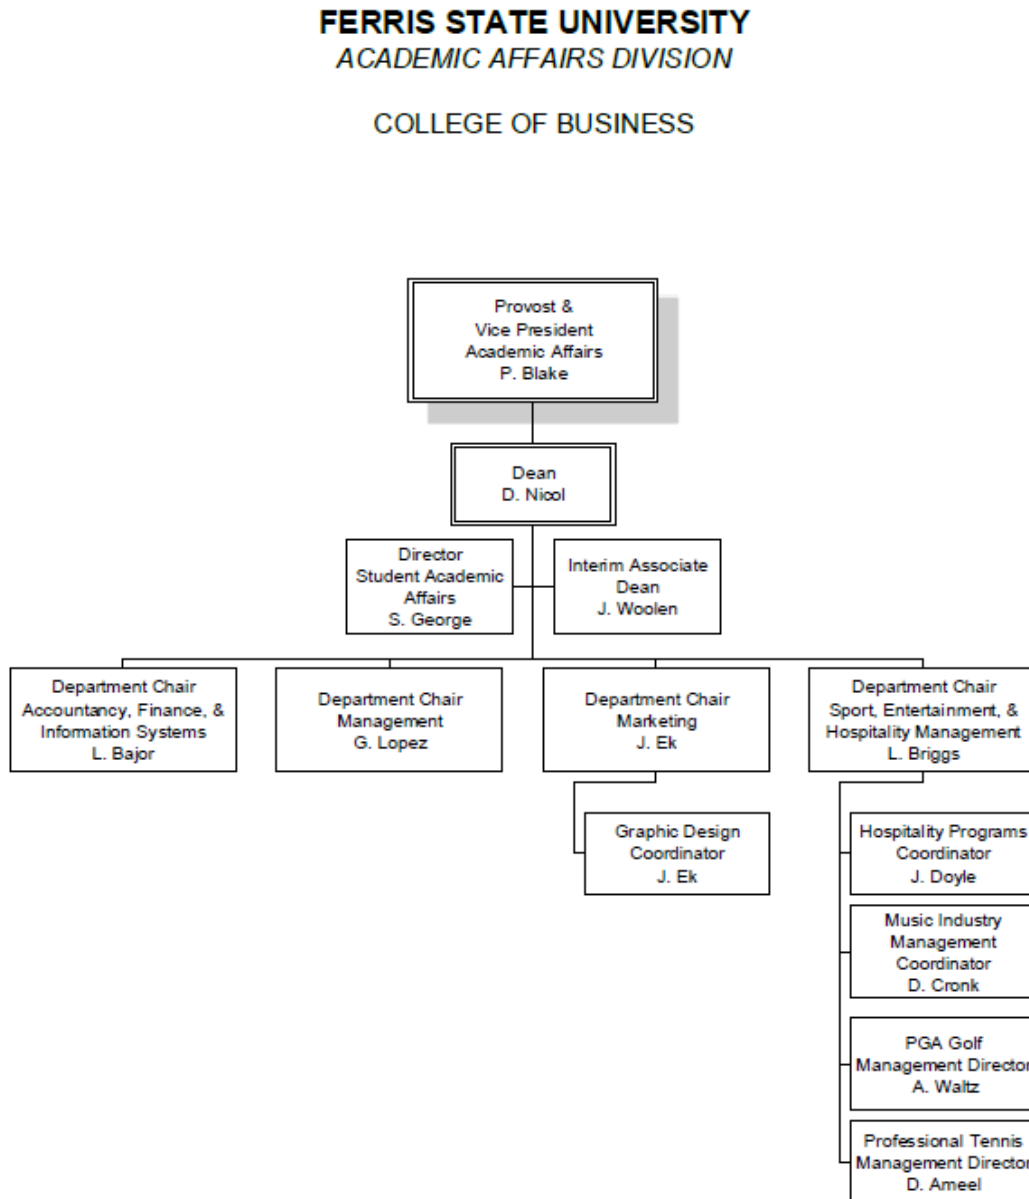 FERRIS STATE UNIVERSITY
ACADEMIC AFFAIRS DIVISION
COLLEGE OF BUSINESS
Provost &
Vice President
Academic Affairs
P. Blake
Dean
D. Nicol
Director
Student Academic
Affairs
S. George
Interim Associate
Dean
J. Woolen
Department Chair
Accountancy, Finance, &
Information Systems
L. Bajor
Department Chair
Management
G. Lopez
Department Chair
Marketing
J. Ek
Department Chair
Sport, Entertainment, &
Hospitality Management
L. Briggs
Graphic Design
Coordinator
J. Ek
Hospitality Programs
Coordinator
J. Doyle
Music Industry
Management
Coordinator
D. Cronk
PGA Golf
Management Director
A. Waltz
Professional Tennis
Management Director
D. Ameel